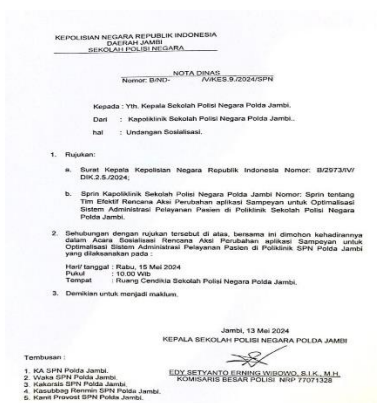 KEPOLISIAN NEGARA REPUBLIK INDONESIA
DAERAH JAMBI
SEKOLAH POLISI NEGARA
NOTA DINAS
Nomor: B/ND- /IV/KES.9./2024/SPN
Kepada : Yth. Kepala Sekolah Polisi Negara Polda Jambi.
Dari : Kapoliklinik Sekolah Polisi Negara Polda Jambi..
hal : Undangan Sosialisasi.
1. Rujukan:
a. Surat Kepala Kepolisian Negara Republik Indonesia Nomor: B/2973/IV/
DIK.2.5./2024;
b. Sprin Kapoliklinik Sekolah Polisi Negara Polda Jambi Nomor: Sprin tentang
Tim Efektif Rencana Aksi Perubahan aplikasi Sampeyan untuk Optimalisasi
Sistem Administrasi Pelayanan Pasien di Poliklinik Sekolah Polisi Negara
Polda Jambi.
2. Sehubungan dengan rujukan tersebut di atas, bersama ini dimohon kehadirannya
dalam Acara Sosialisasi Rencana Aksi Perubahan aplikasi Sampeyan untuk
Optimalisasi Sistem Administrasi Pelayanan Pasien di Poliklinik SPN Polda Jambi
yang dilaksanakan pada :
Hari/ tanggal : Rabu, 15 Mei 2024
Pukul : 10.00 Wib
Tempat : Ruang Cendikia Sekolah Polisi Negara Polda Jambi.
3. Demikian untuk menjadi maklum.
Jambi, 13 Mei 2024
KEPALA SEKOLAH POLISI NEGARA POLDA JAMBI
EDY SETYANTO ERNING WIBOWO, S.I.K., M.H.
KOMISARIS BESAR POLISI NRP 77071328
Tembusan :
1. KA SPN Polda Jambi.
2. Waka SPN Polda Jambi.
3. Kakorsis SPN Polda Jambi.
4. Kasubbag Renmin SPN Polda Jambi.
5. Kanit Provost SPN Polda Jambi.